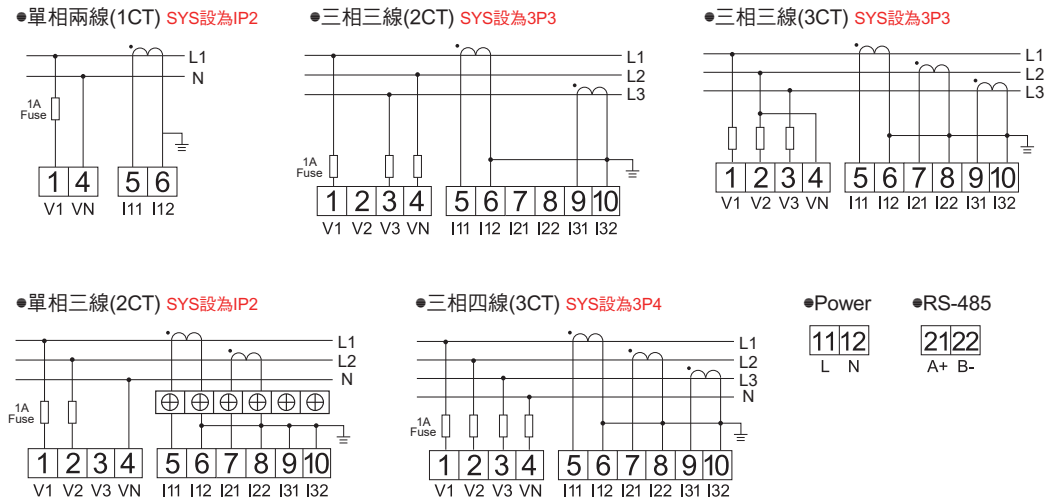 ●單相兩線(1CT) SYS設為IP2
L1
N
1A
Fuse
1 4 5 6
V1 VN I11 I12
●三相三線(2CT) SYS設為3P3
L1
L2
L3
1A
Fuse
1 2 3 4 5 6 7 8 9 10
V1 V2 V3 VN I11 I12 I21 I22 I31 I32
●三相三線(3CT) SYS設為3P3
L1
L2
L3
1 2 3 4 5 6 7 8 9 10
V1 V2 V3 VN I11 I12 I21 I22 I31 I32
●單相三線(2CT) SYS設為IP2
L1
L2
N
1A
Fuse
1 2 3 4 5 6 7 8 9 10
V1 V2 V3 VN I11 I12 I21 I22 I31 I32
●三相四線(3CT) SYS設為3P4
L1
L2
L3
N
1A
Fuse
1 2 3 4 5 6 7 8 9 10
V1 V2 V3 VN I11 I12 I21 I22 I31 I32
●Power
11 12
L N
●RS-485
21 22
A+ B-